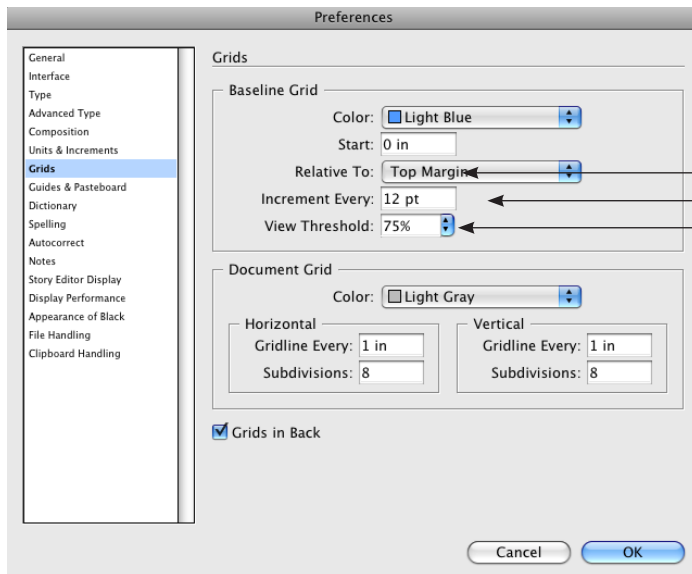 Preferences
General
Interface
Type
Advanced Type
Composition
Units & Increments
Grids
Guides & Pasteboard
Dictionary
Spelling
Autocorrect
Notes
Story Editor Display
Display Performance
Appearance of Black
File Handling
Clipboard Handling
Grids
Baseline Grid
Color: Light Blue
Start: 0 in
Relative To: Top Margin
Increment Every: 12 pt
View Threshold: 75%
Document Grid
Color: Light Gray
Horizontal
Gridline Every: 1 in
Subdivisions: 8
Vertical
Gridline Every: 1 in
Subdivisions: 8
Grids in Back
Cancel
OK